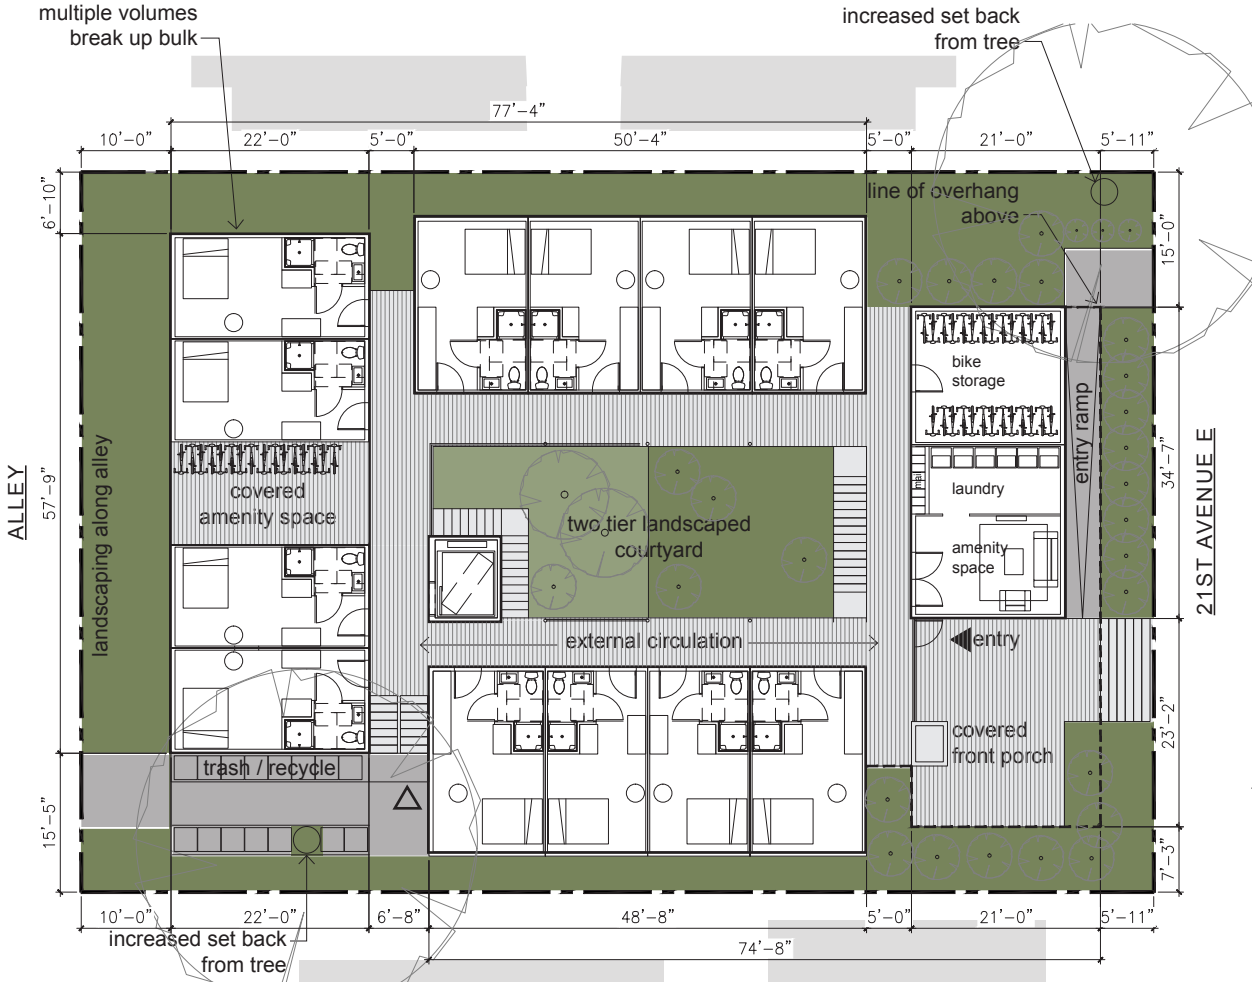 multiple volumes
break up bulk
increased set back
from tree
77'-4"
10'-0"
22'-0"
5'-0"
50'-4"
5'-0"
21'-0"
5'-11"
6'-10"
line of overhang
above
15'-0"
bike
storage
entry ramp
ALLEY
57'-9"
landscaping along alley
covered
amenity space
two tier landscaped
courtyard
mail
laundry
34'-7"
21ST AVENUE E
amenity
space
external circulation
entry
covered
front porch
23'-2"
trash / recycle
15'-5"
7'-3"
10'-0"
22'-0"
6'-8"
48'-8"
5'-0"
21'-0"
5'-11"
increased set back
from tree
74'-8"